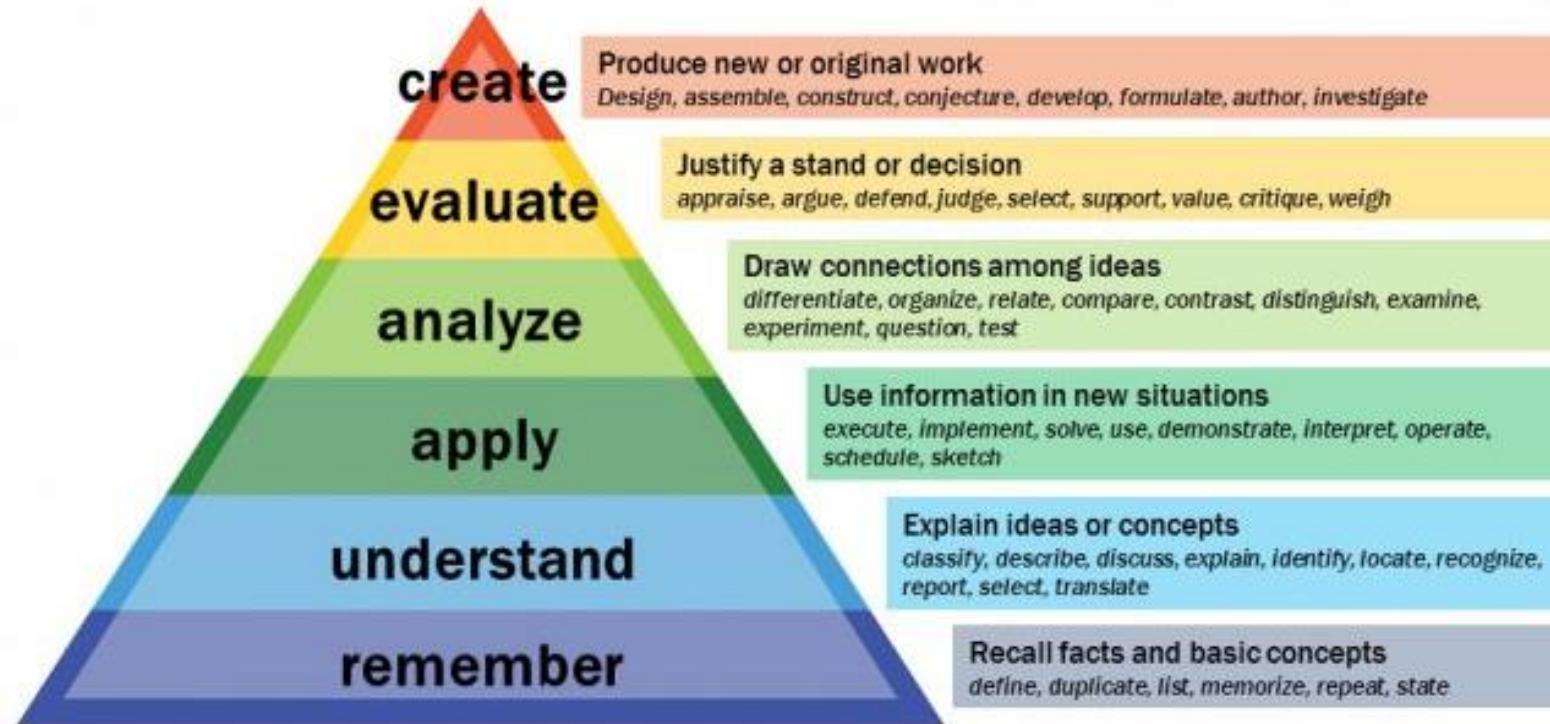 create
Produce new or original work
Design, assemble, construct, conjecture, develop, formulate, author, investigate
evaluate
Justify a stand or decision
appraise, argue, defend, judge, select, support, value, critique, weigh
analyze
Draw connections among ideas
differentiate, organize, relate, compare, contrast, distinguish, examine,
experiment, question, test
apply
Use information in new situations
execute, implement, solve, use, demonstrate, interpret, operate,
schedule, sketch
understand
Explain ideas or concepts
classify, describe, discuss, explain, identify, locate, recognize,
report, select, translate
remember
Recall facts and basic concepts
define, duplicate, list, memorize, repeat, state